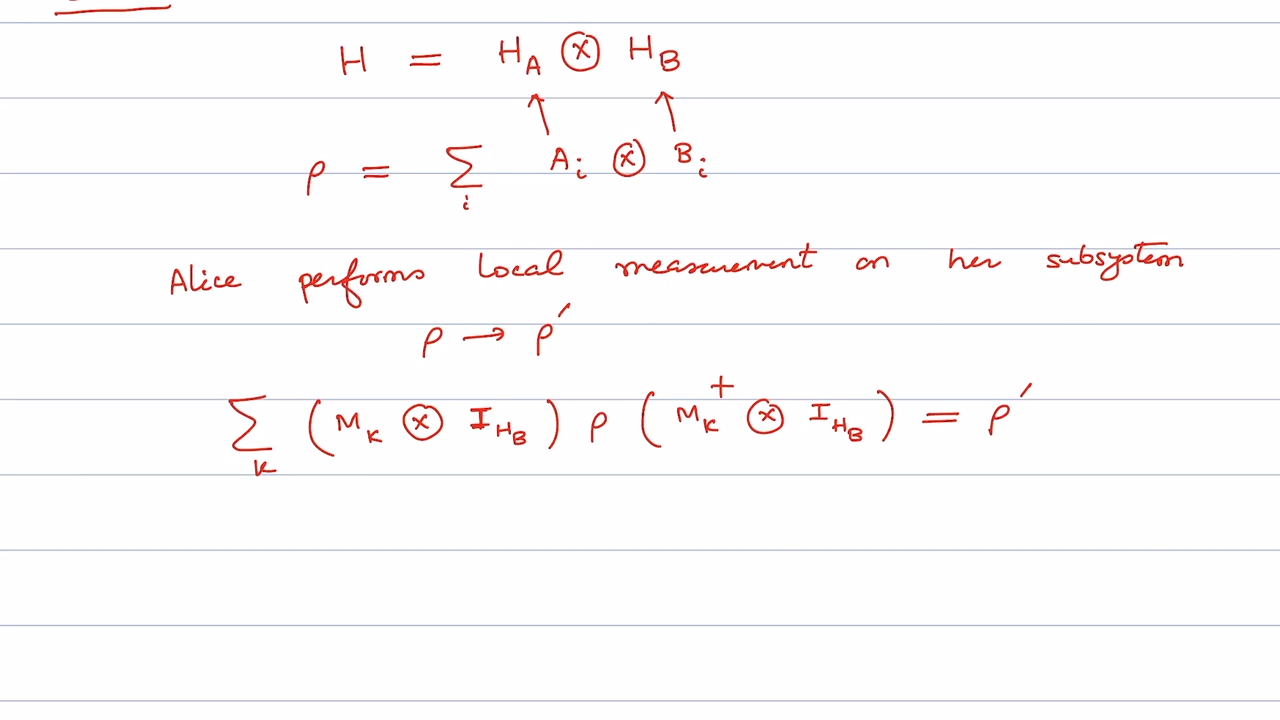 H = H_A ⊗ H_B
↑ ↑
ρ = Σ_i A_i ⊗ B_i
Alice performs local measurement on her subsystem
ρ → ρ′
Σ_k (M_k ⊗ I_{H_B}) ρ (M_k^† ⊗ I_{H_B}) = ρ′